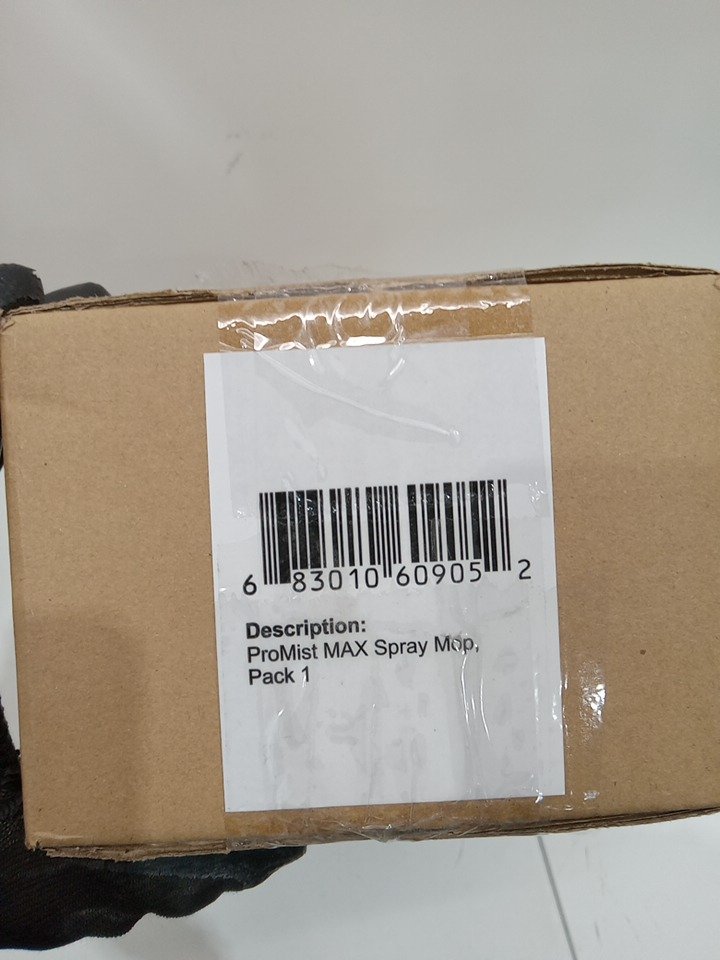 6 83010 60905 2
Description:
ProMist MAX Spray Mop,
Pack 1